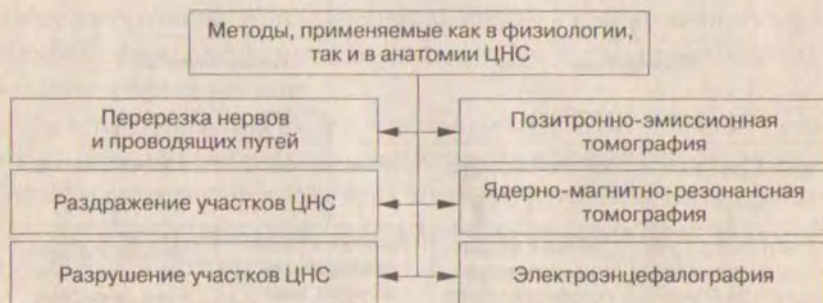 Методы, применяемые как в физиологии,
так и в анатомии ЦНС
Перерезка нервов
и проводящих путей
Позитронно-эмиссионная
томография
Раздражение участков ЦНС
Ядерно-магнитно-резонансная
томография
Разрушение участков ЦНС
Электроэнцефалография